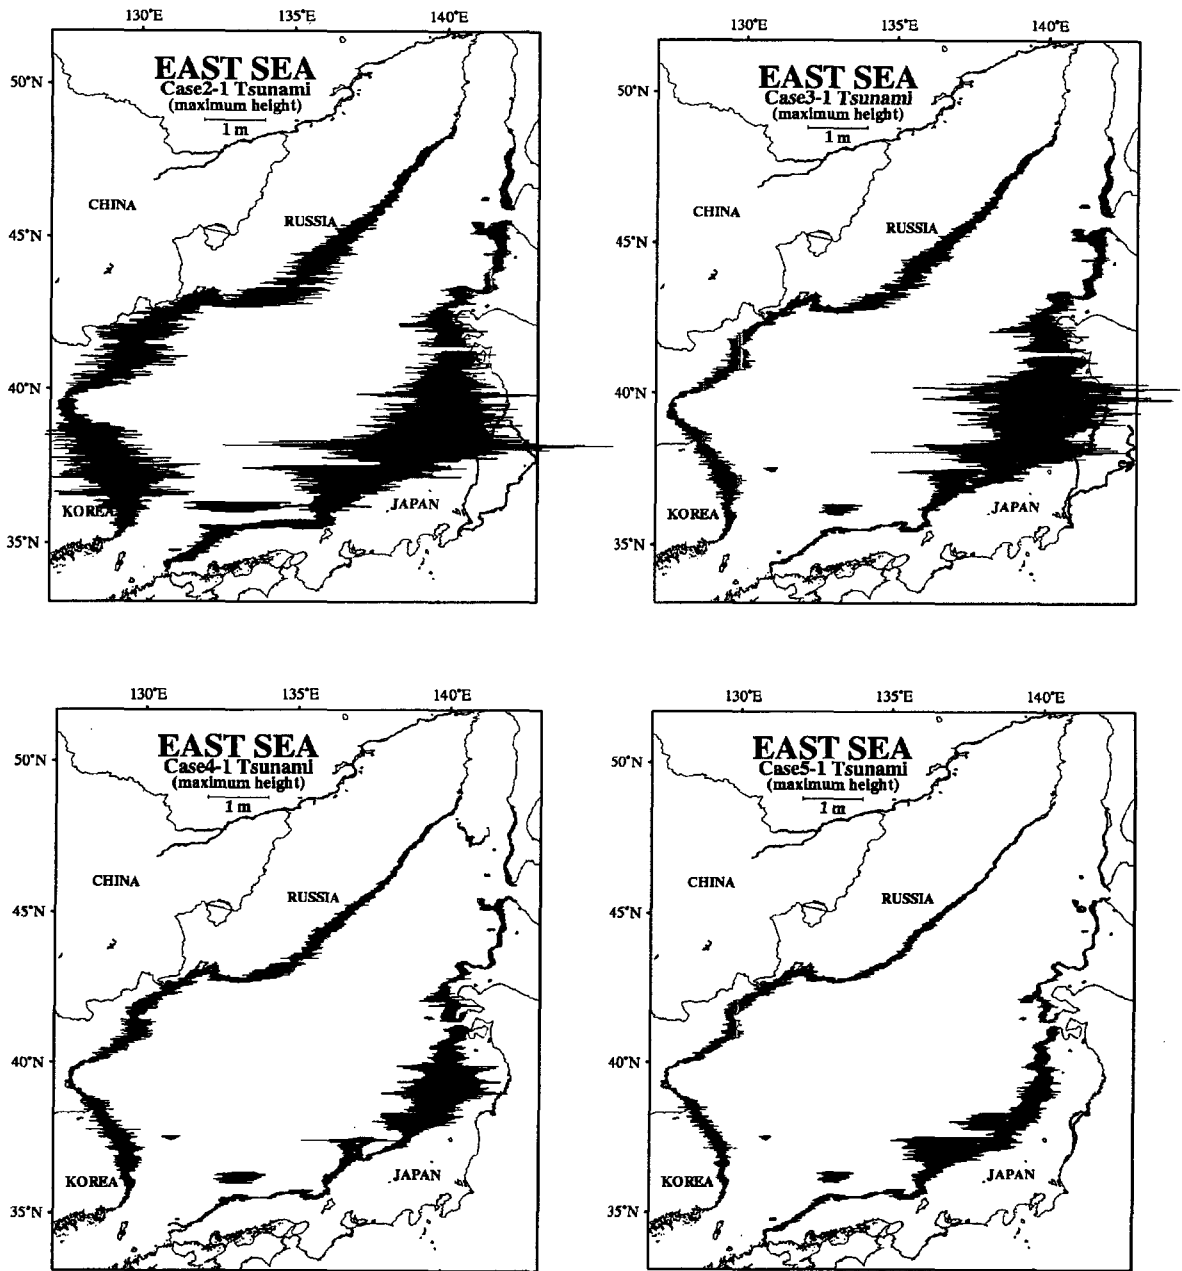 130°E 135°E 140°E
50°N
EAST SEA
Case2-1 Tsunami
(maximum height)
1 m
CHINA
RUSSIA
45°N
40°N
KOREA
JAPAN
35°N
130°E 135°E 140°E
50°N
EAST SEA
Case3-1 Tsunami
(maximum height)
1m
CHINA
RUSSIA
45°N
40°N
KOREA
JAPAN
35°N
130°E 135°E 140°E
50°N
EAST SEA
Case4-1 Tsunami
(maximum height)
1 m
CHINA
RUSSIA
45°N
40°N
KOREA
JAPAN
35°N
130°E 135°E 140°E
50°N
EAST SEA
Case5-1 Tsunami
(maximum height)
1 m
CHINA
RUSSIA
45°N
40°N
KOREA
JAPAN
35°N